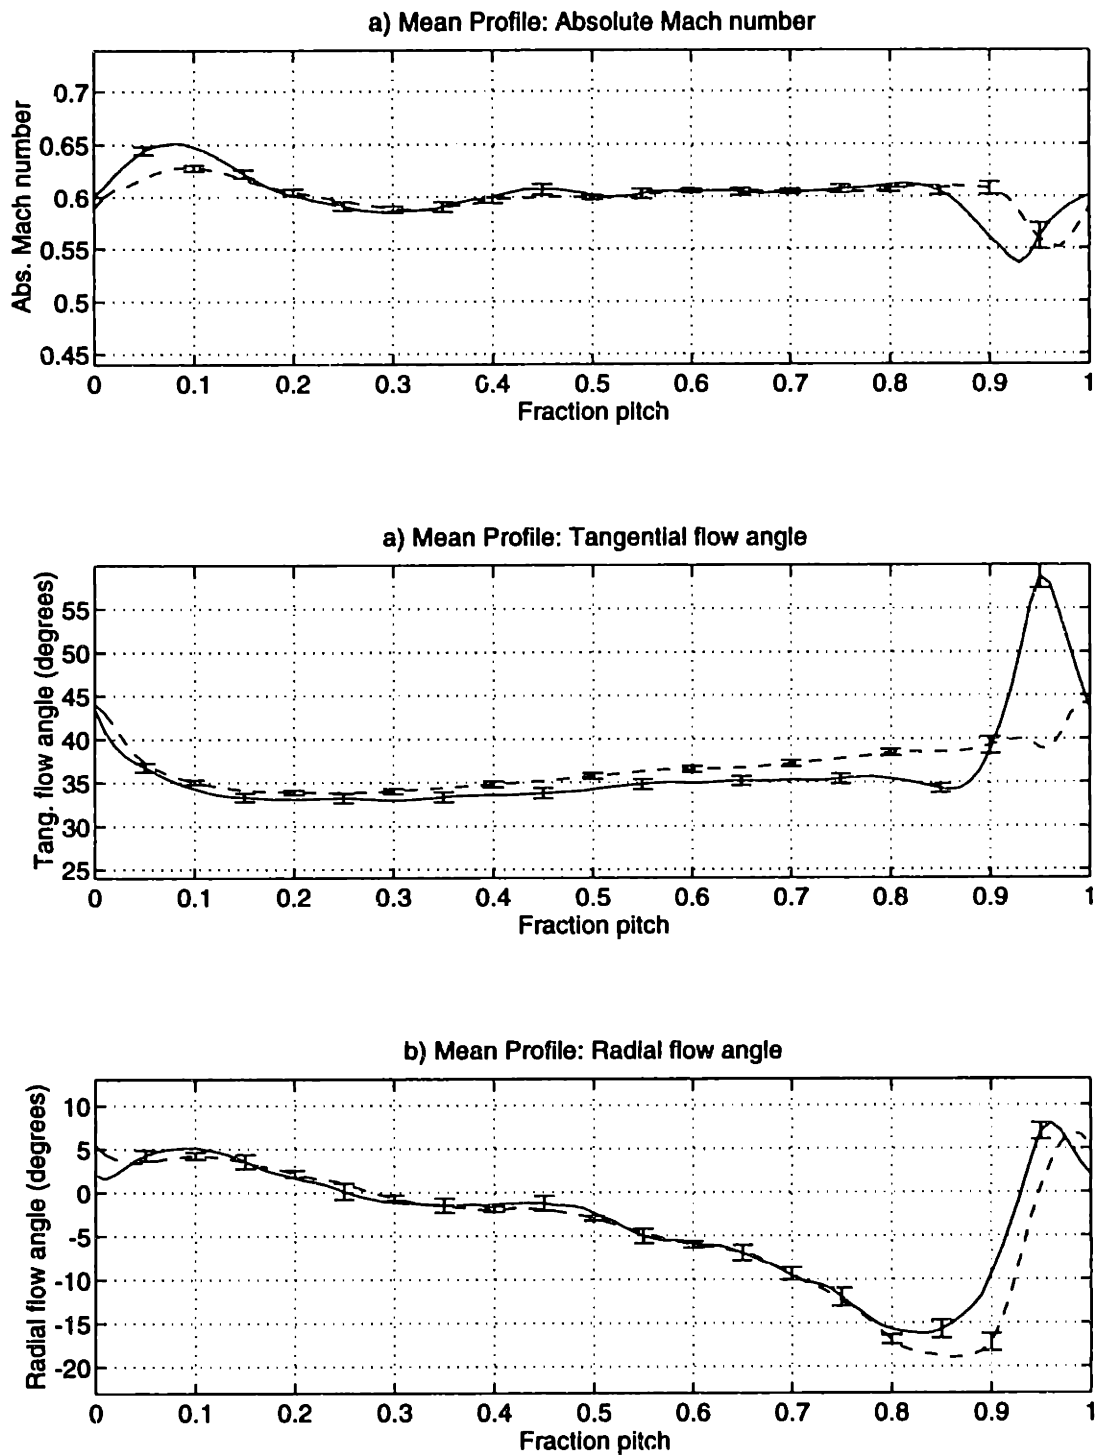 a) Mean Profile: Absolute Mach number
Abs. Mach number
0.7
0.65
0.6
0.55
0.5
0.45
0 0.1 0.2 0.3 0.4 0.5 0.6 0.7 0.8 0.9 1
Fraction pitch
a) Mean Profile: Tangential flow angle
Tang. flow angle (degrees)
55
50
45
40
35
30
25
0 0.1 0.2 0.3 0.4 0.5 0.6 0.7 0.8 0.9 1
Fraction pitch
b) Mean Profile: Radial flow angle
Radial flow angle (degrees)
10
5
0
-5
-10
-15
-20
0 0.1 0.2 0.3 0.4 0.5 0.6 0.7 0.8 0.9 1
Fraction pitch